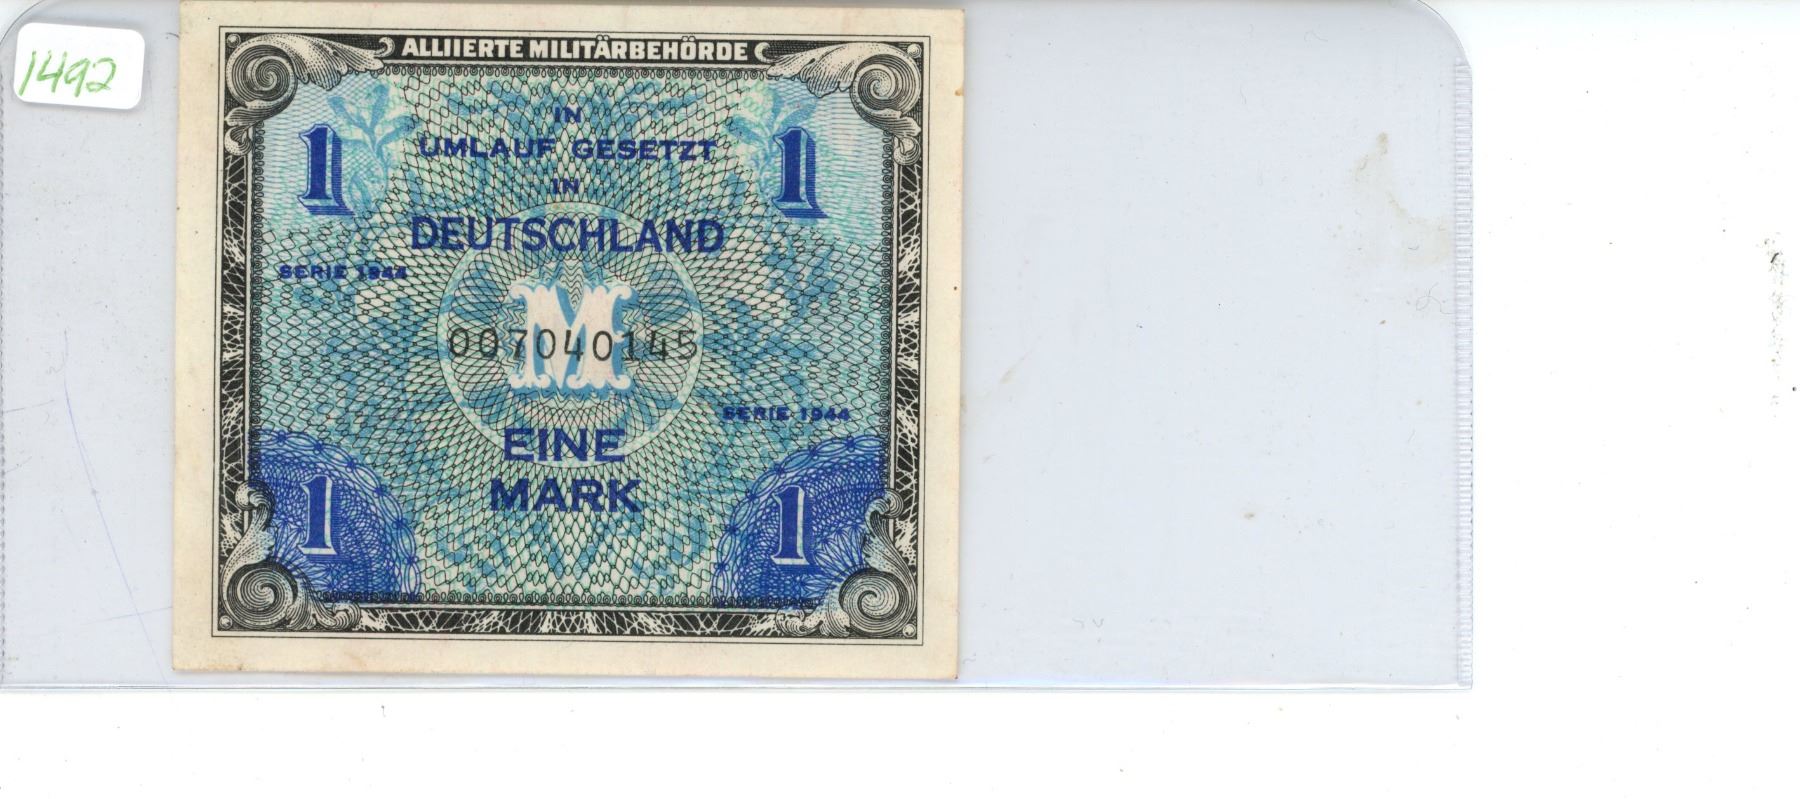 1492
ALLIIERTE MILITÄRBEHÖRDE
IN
1 UMLAUF GESETZT 1
IN
DEUTSCHLAND
SERIE 1944
M
007040145
SERIE 1944
EINE
1 MARK 1